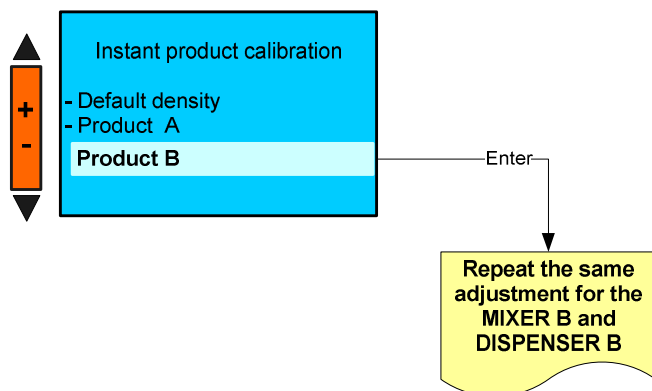 Instant product calibration
+
- Default density
- Product A
-
Product B
Enter
Repeat the same
adjustment for the
MIXER B and
DISPENSER B